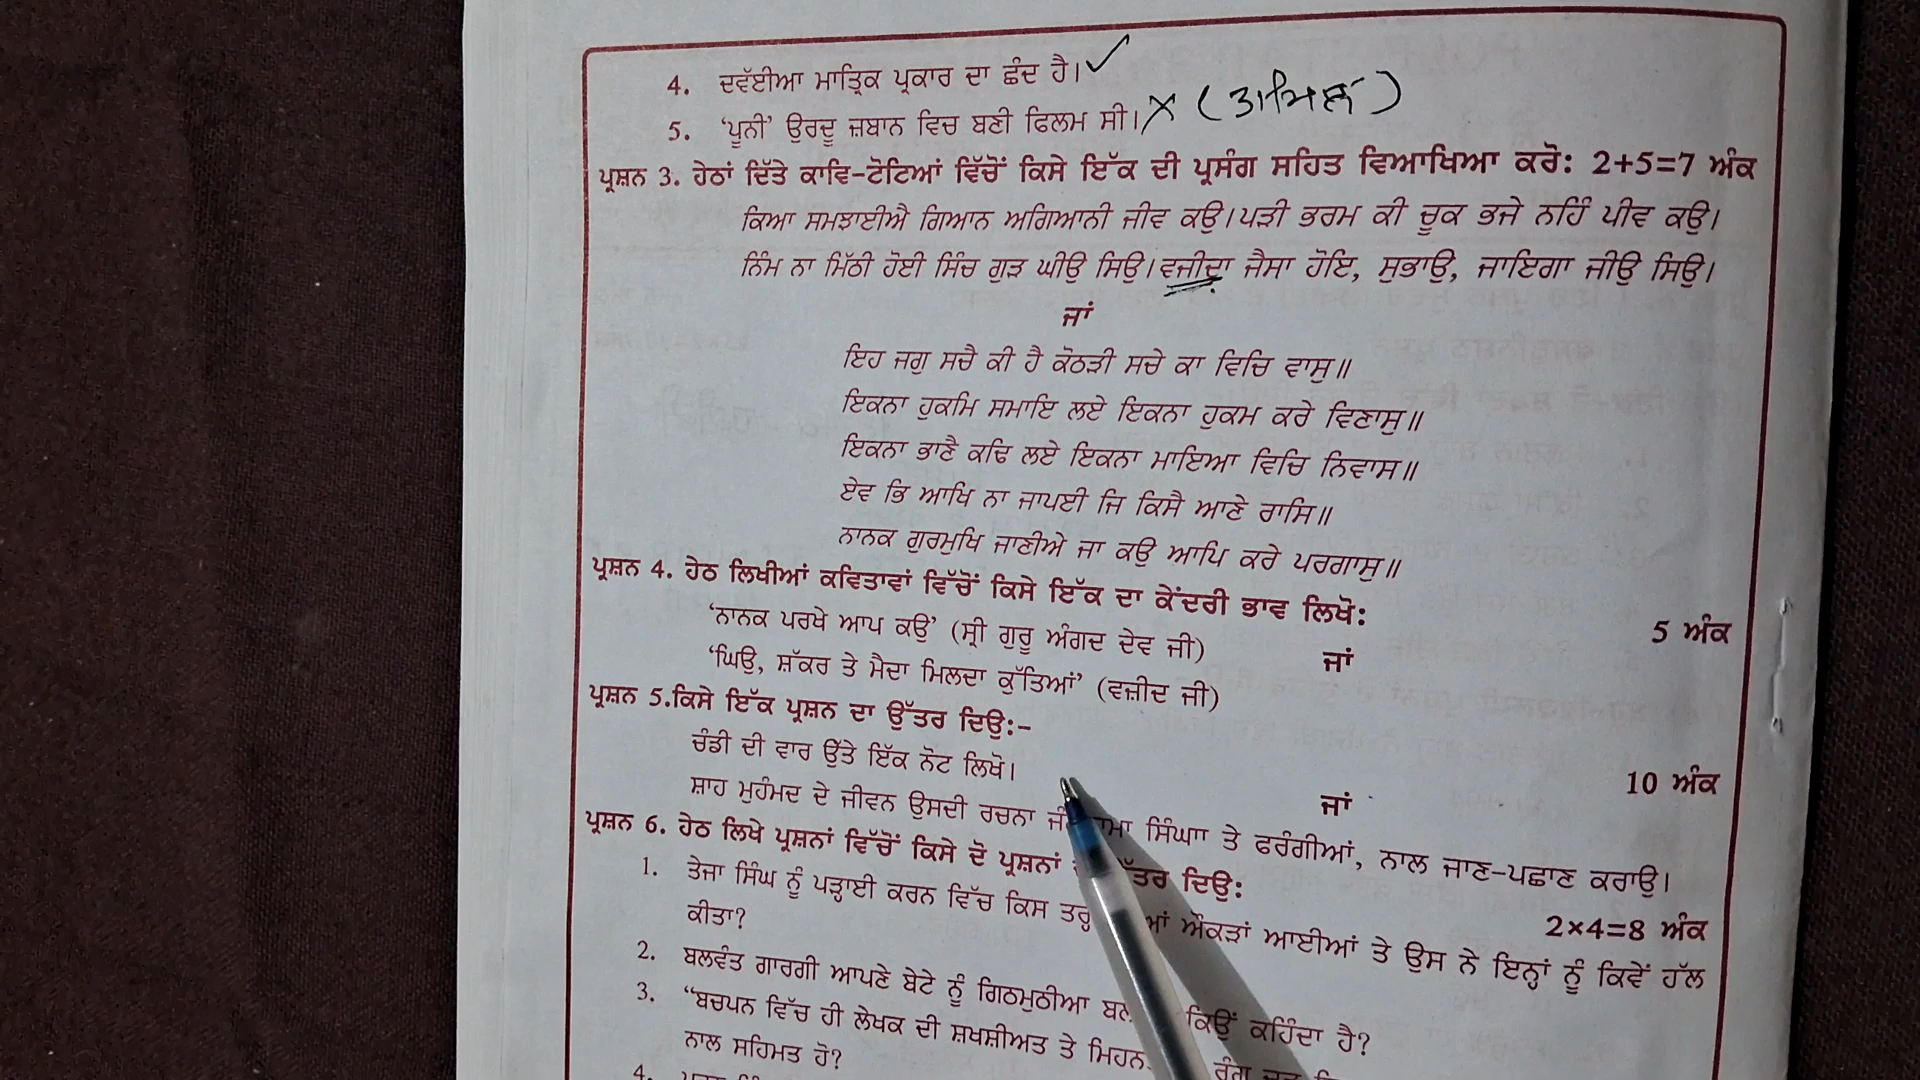 4. ਦਵੱਈਆ ਮਾਤ੍ਰਿਕ ਪ੍ਰਕਾਰ ਦਾ ਛੰਦ ਹੈ। ✓
5. ‘ਪੂਨੀ’ ਉਰਦੂ ਜ਼ਬਾਨ ਵਿਚ ਬਣੀ ਫਿਲਮ ਸੀ। ✗ (ਤਾਮਿਲ)
ਪ੍ਰਸ਼ਨ 3. ਹੇਠਾਂ ਦਿੱਤੇ ਕਾਵਿ-ਟੋਟਿਆਂ ਵਿੱਚੋਂ ਕਿਸੇ ਇੱਕ ਦੀ ਪ੍ਰਸੰਗ ਸਹਿਤ ਵਿਆਖਿਆ ਕਰੋ: 2+5=7 ਅੰਕ
ਕਿਆ ਸਮਝਾਈਐ ਗਿਆਨ ਅਗਿਆਨੀ ਜੀਵ ਕਉ।ਪੜੀ ਭਰਮ ਕੀ ਚੂਕ ਭਜੇ ਨਹਿੰ ਪੀਵ ਕਉ।
ਨਿੰਮ ਨਾ ਮਿੱਠੀ ਹੋਈ ਸਿੰਚ ਗੁੜ ਘੀਉ ਸਿਉ।ਵਜੀਦਾ ਜੈਸਾ ਹੋਇ, ਸੁਭਾਉ, ਜਾਇਗਾ ਜੀਉ ਸਿਉ।
ਜਾਂ
ਇਹ ਜਗੁ ਸਚੈ ਕੀ ਹੈ ਕੋਠੜੀ ਸਚੇ ਕਾ ਵਿਚਿ ਵਾਸੁ॥
ਇਕਨਾ ਹੁਕਮਿ ਸਮਾਇ ਲਏ ਇਕਨਾ ਹੁਕਮ ਕਰੇ ਵਿਣਾਸੁ॥
ਇਕਨਾ ਭਾਣੈ ਕਢਿ ਲਏ ਇਕਨਾ ਮਾਇਆ ਵਿਚਿ ਨਿਵਾਸ॥
ਏਵ ਭਿ ਆਖਿ ਨਾ ਜਾਪਈ ਜਿ ਕਿਸੈ ਆਣੇ ਰਾਸਿ॥
ਨਾਨਕ ਗੁਰਮੁਖਿ ਜਾਣੀਐ ਜਾ ਕਉ ਆਪਿ ਕਰੇ ਪਰਗਾਸੁ॥
ਪ੍ਰਸ਼ਨ 4. ਹੇਠ ਲਿਖੀਆਂ ਕਵਿਤਾਵਾਂ ਵਿੱਚੋਂ ਕਿਸੇ ਇੱਕ ਦਾ ਕੇਂਦਰੀ ਭਾਵ ਲਿਖੋ: 5 ਅੰਕ
‘ਨਾਨਕ ਪਰਖੇ ਆਪ ਕਉ’ (ਸ੍ਰੀ ਗੁਰੂ ਅੰਗਦ ਦੇਵ ਜੀ) ਜਾਂ
‘ਘਿਉ, ਸ਼ੱਕਰ ਤੇ ਮੈਦਾ ਮਿਲਦਾ ਕੁੱਤਿਆਂ’ (ਵਜ਼ੀਦ ਜੀ)
ਪ੍ਰਸ਼ਨ 5.ਕਿਸੇ ਇੱਕ ਪ੍ਰਸ਼ਨ ਦਾ ਉੱਤਰ ਦਿਉ:- 10 ਅੰਕ
ਚੰਡੀ ਦੀ ਵਾਰ ਉੱਤੇ ਇੱਕ ਨੋਟ ਲਿਖੋ। ਜਾਂ
ਸ਼ਾਹ ਮੁਹੰਮਦ ਦੇ ਜੀਵਨ ਉਸਦੀ ਰਚਨਾ ਸਿੰਘਾਂ ਤੇ ਫਰੰਗੀਆਂ, ਨਾਲ ਜਾਣ-ਪਛਾਣ ਕਰਾਉ।
ਪ੍ਰਸ਼ਨ 6. ਹੇਠ ਲਿਖੇ ਪ੍ਰਸ਼ਨਾਂ ਵਿੱਚੋਂ ਕਿਸੇ ਦੋ ਪ੍ਰਸ਼ਨਾਂ ਦਿਉ: 2×4=8 ਅੰਕ
1. ਤੇਜਾ ਸਿੰਘ ਨੂੰ ਪੜ੍ਹਾਈ ਕਰਨ ਵਿੱਚ ਕਿਸ ਔਕੜਾਂ ਆਈਆਂ ਤੇ ਉਸ ਨੇ ਇਨ੍ਹਾਂ ਨੂੰ ਕਿਵੇਂ ਹੱਲ
ਕੀਤਾ?
2. ਬਲਵੰਤ ਗਾਰਗੀ ਆਪਣੇ ਬੇਟੇ ਨੂੰ ਗਿਠਮੁਠੀਆ ਕਿਉਂ ਕਹਿੰਦਾ ਹੈ?
3. “ਬਚਪਨ ਵਿੱਚ ਹੀ ਲੇਖਕ ਦੀ ਸ਼ਖਸ਼ੀਅਤ ਤੇ
ਨਾਲ ਸਹਿਮਤ ਹੋ?
4.